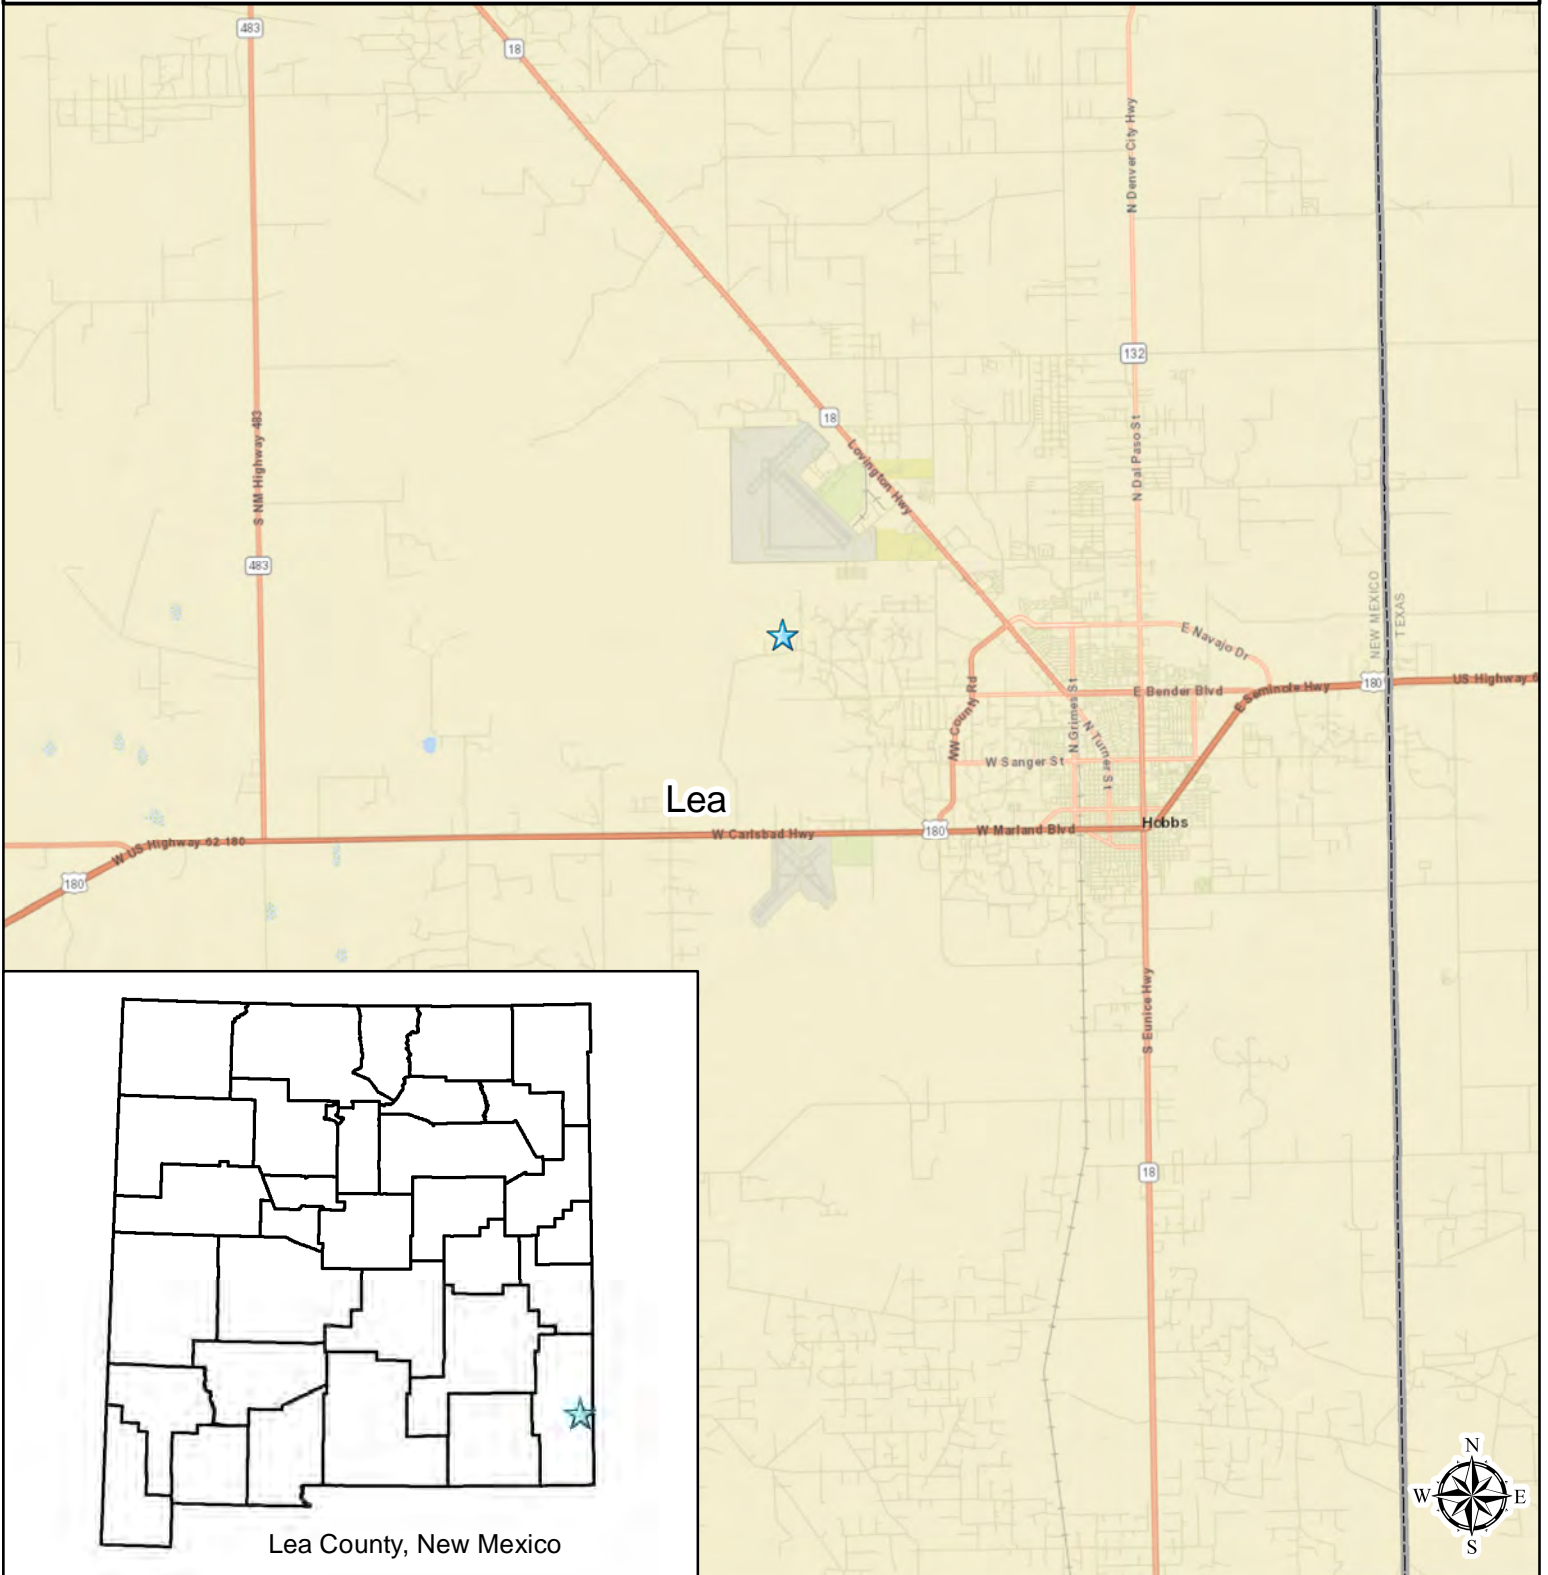 483
18
N Denver City Hwy
132
18
Lovington Hwy
S NM Highway 483
N Dal Paso St
483
NEW MEXICO
TEXAS
E Navajo Dr
180
US Highway 6
E Bender Blvd
E Seminole Hwy
NW County Rd
N Grimes St
N Turner St
W Sanger St
Lea
Hobbs
W Carlsbad Hwy
180
W Marland Blvd
W US Highway 62 180
180
S Eunice Hwy
18
N
W E
S
Lea County, New Mexico